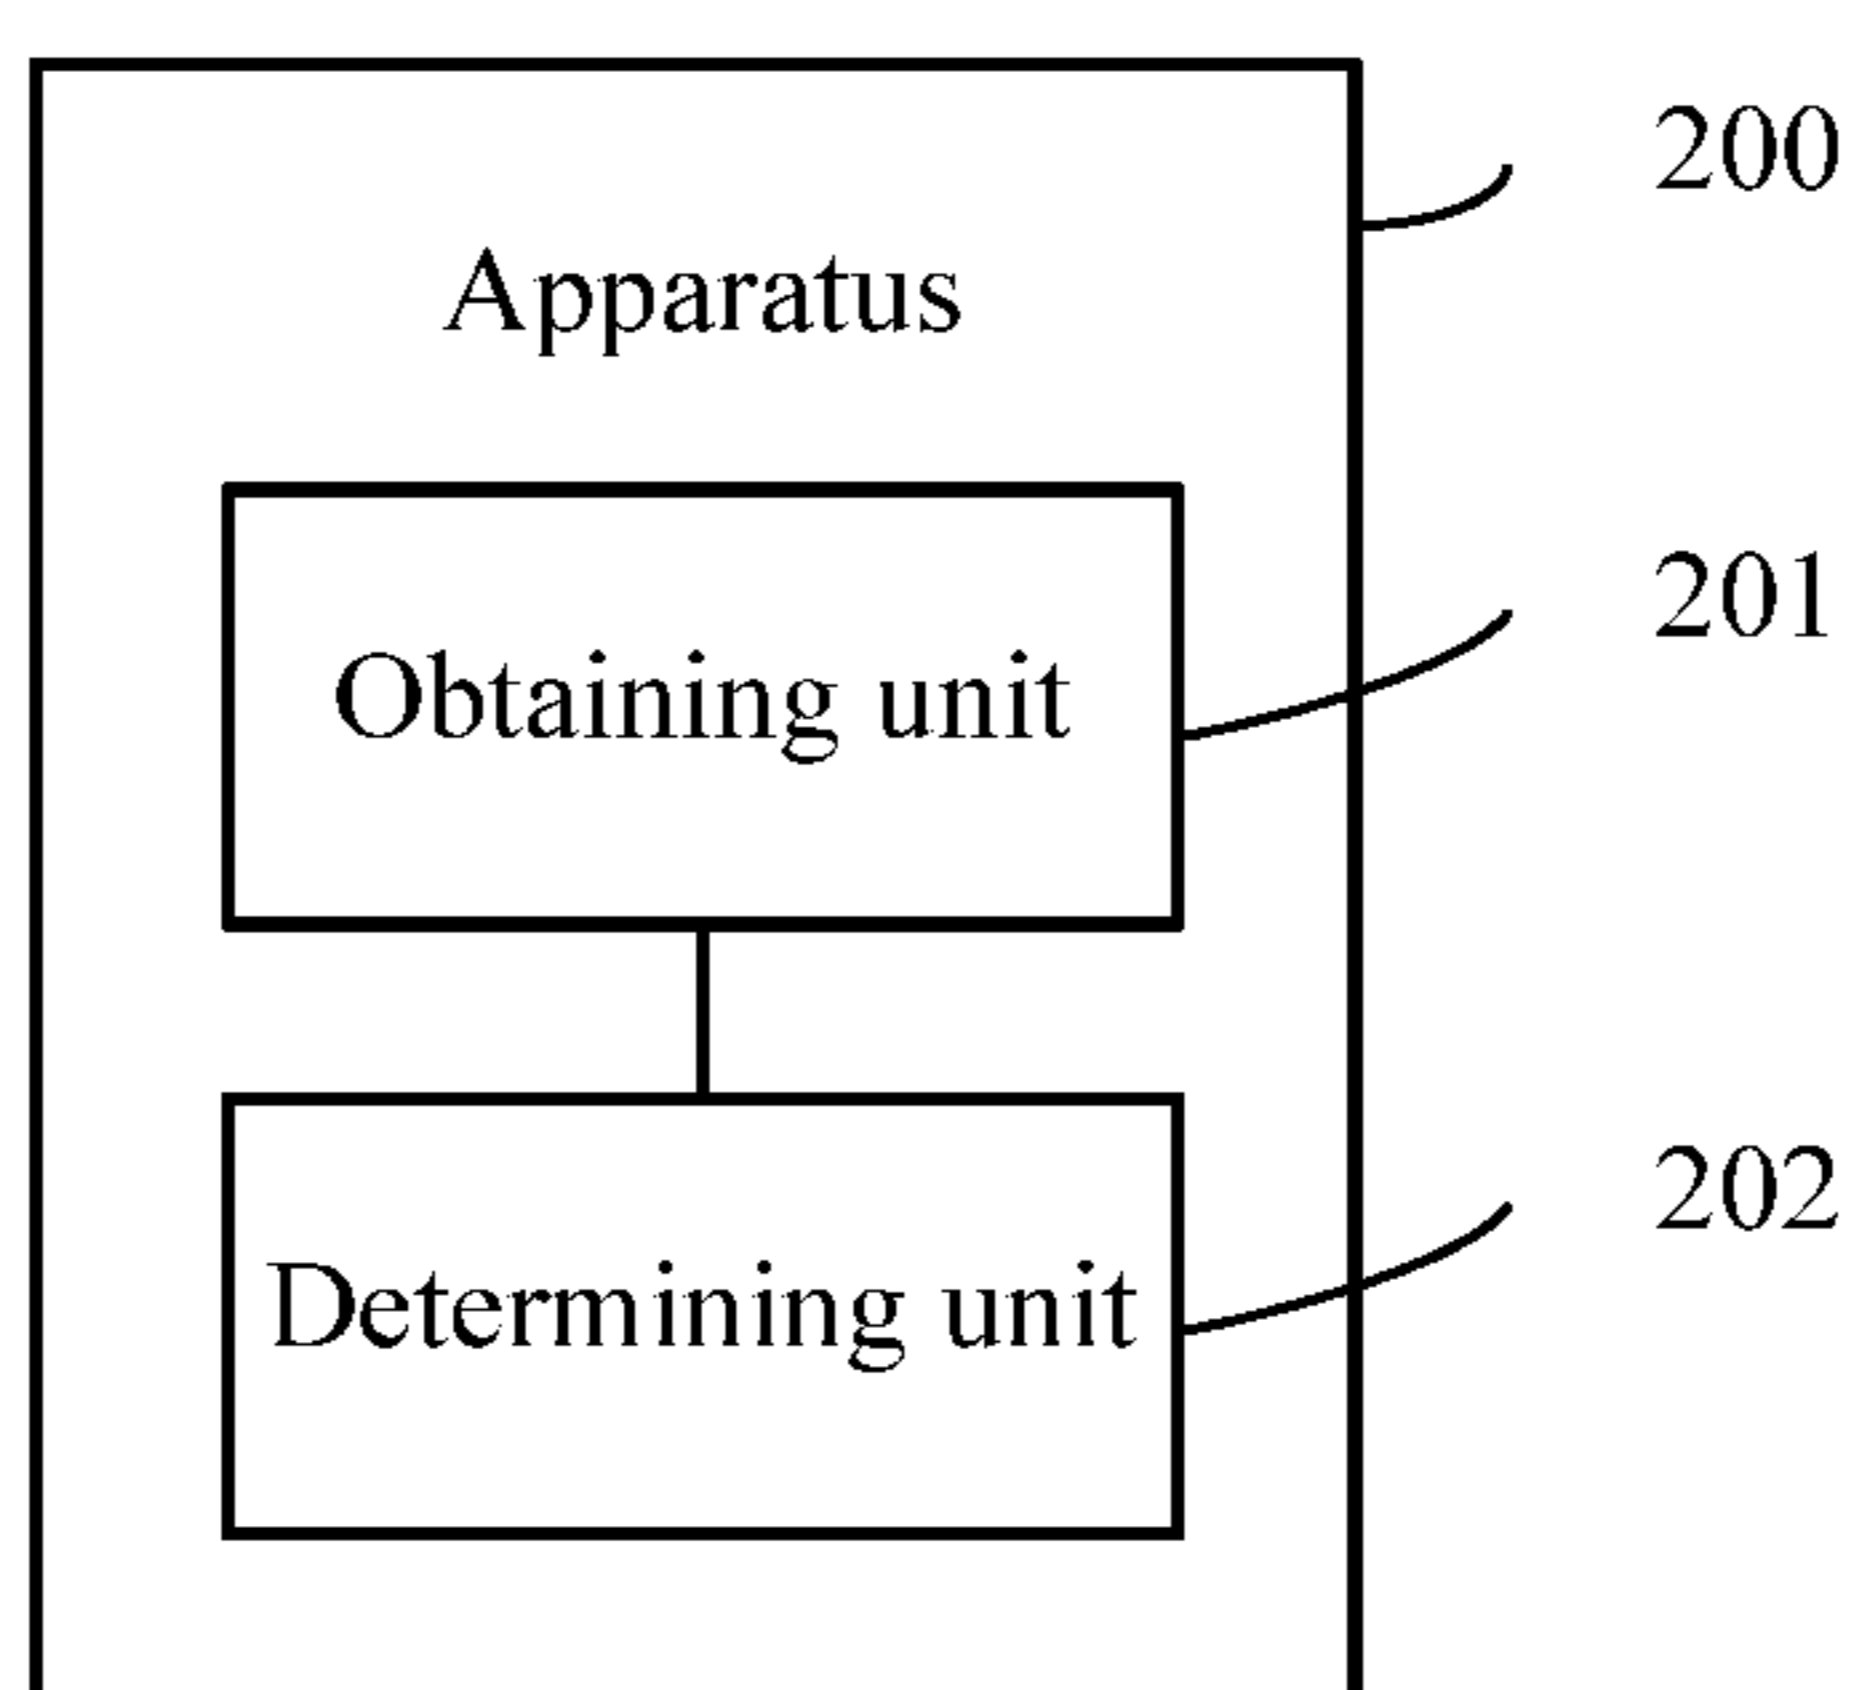 200
Apparatus
201
Obtaining unit
202
Determining unit